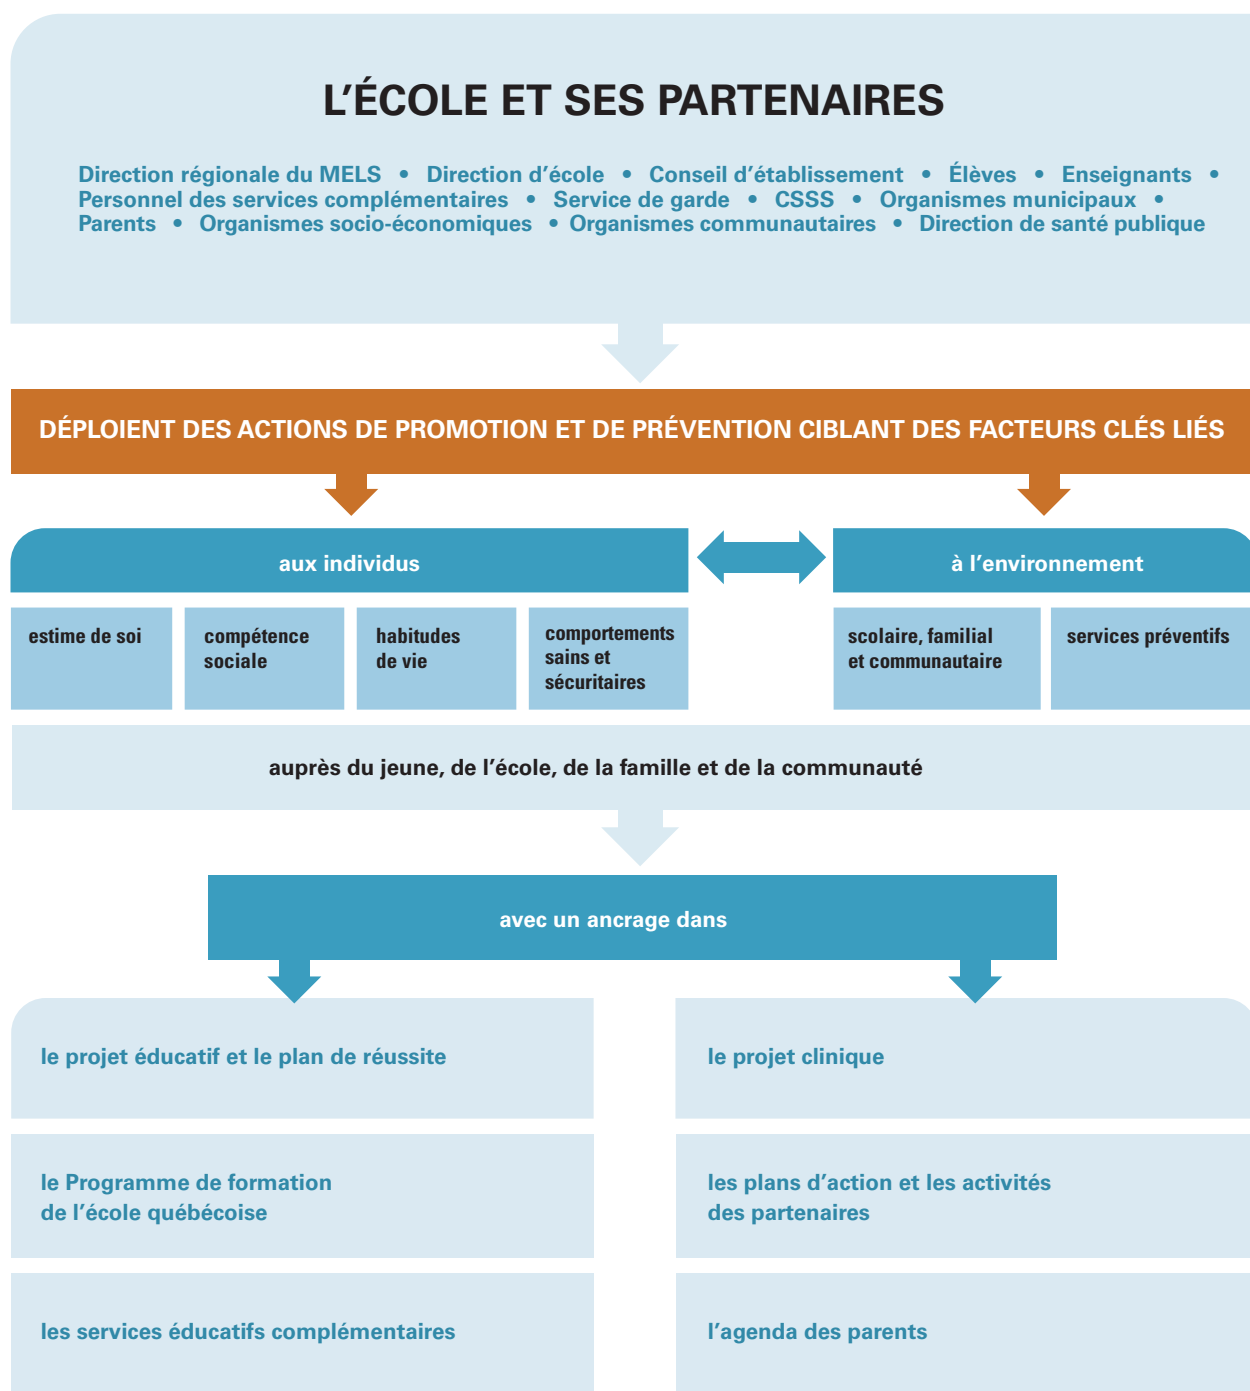 L’ÉCOLE ET SES PARTENAIRES
Direction régionale du MELS • Direction d’école • Conseil d’établissement • Élèves • Enseignants •
Personnel des services complémentaires • Service de garde • CSSS • Organismes municipaux •
Parents • Organismes socio-économiques • Organismes communautaires • Direction de santé publique
DÉPLOIENT DES ACTIONS DE PROMOTION ET DE PRÉVENTION CIBLANT DES FACTEURS CLÉS LIÉS
aux individus
à l’environnement
estime de soi
compétence
sociale
habitudes
de vie
comportements
sains et
sécuritaires
scolaire, familial
et communautaire
services préventifs
auprès du jeune, de l’école, de la famille et de la communauté
avec un ancrage dans
le projet éducatif et le plan de réussite
le projet clinique
le Programme de formation
de l’école québécoise
les plans d’action et les activités
des partenaires
les services éducatifs complémentaires
l’agenda des parents